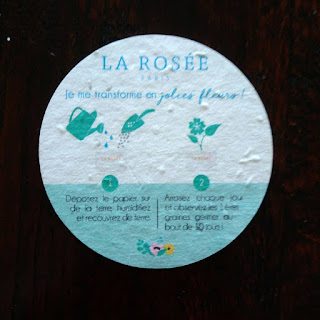 LA ROSÉE
PARIS
Je me transforme en jolies fleurs !
1
Déposez le papier sur
de la terre humidifiée
et recouvrez de terre.
2
Arrosez chaque jour
et observez les 1ères
graines germer au
bout de 10 jours !